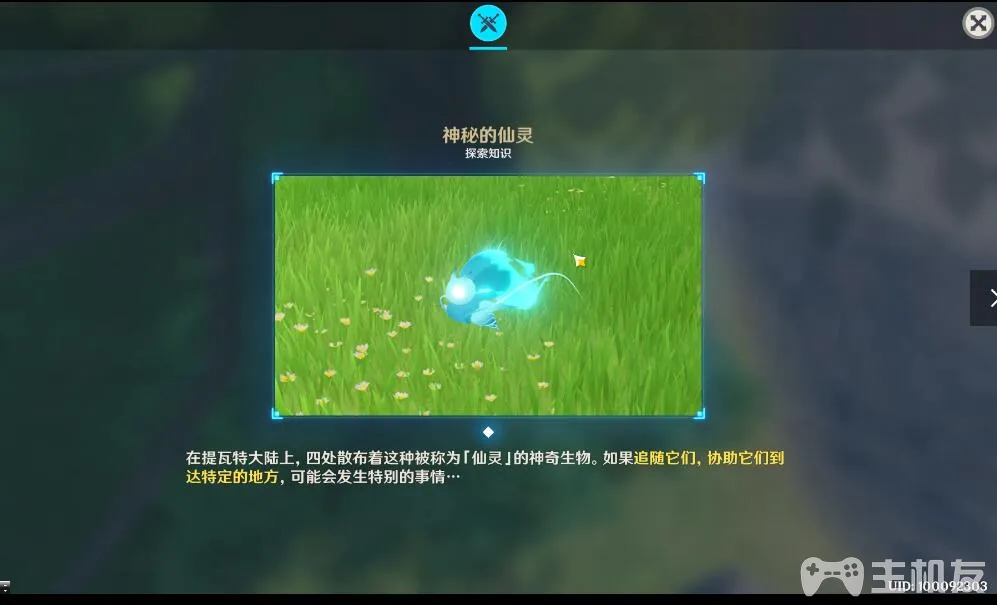 神秘的仙灵
探索知识
在提瓦特大陆上，四处散布着这种被称为「仙灵」的神奇生物。如果追随它们，协助它们到
达特定的地方，可能会发生特别的事情…
主机友
UID: 100092303